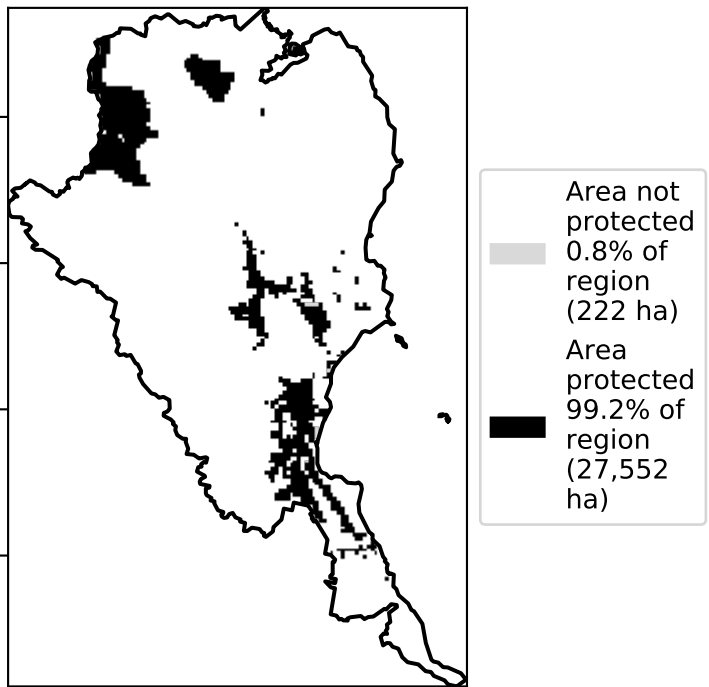 Area not
protected
0.8% of
region
(222 ha)
Area
protected
99.2% of
region
(27,552
ha)